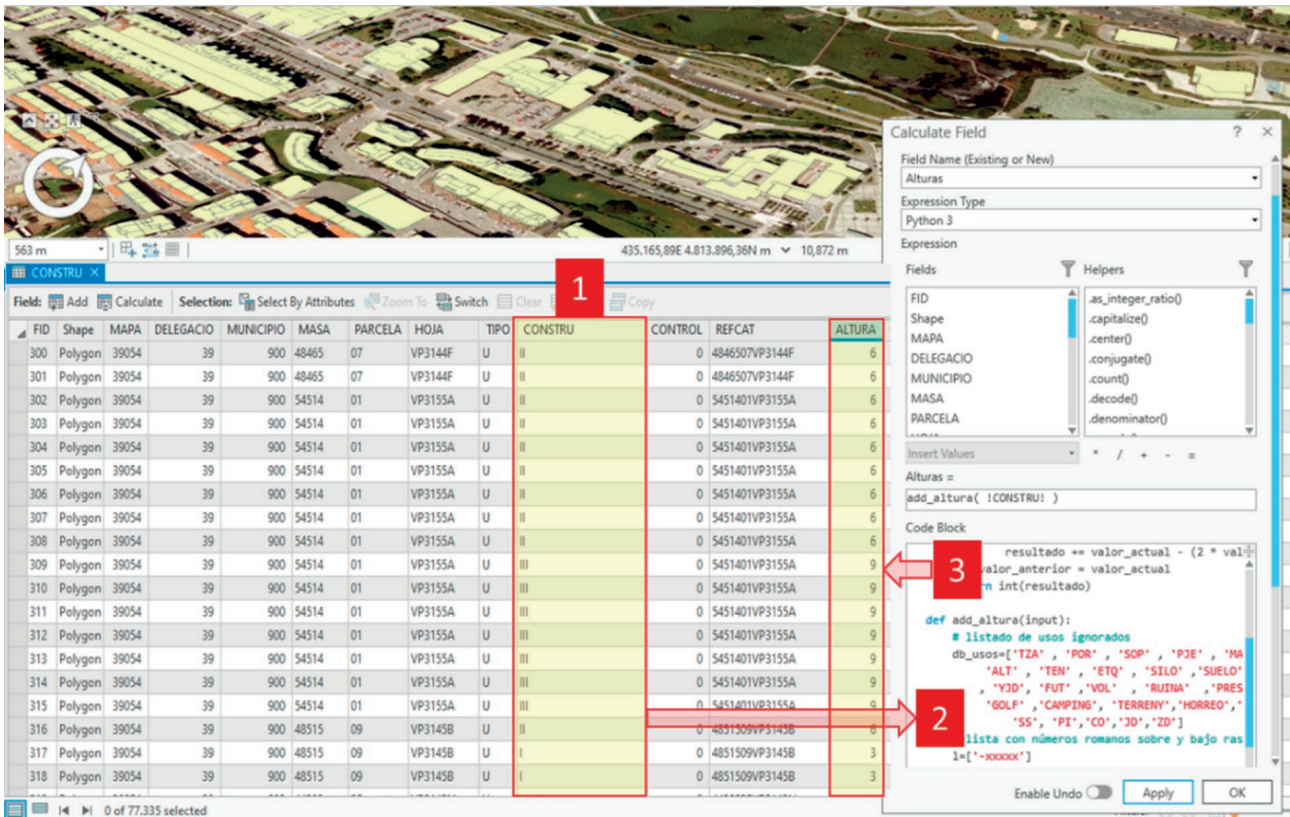 563 m
435.165,89E 4.813.896,36N m 10,872 m
CONSTRU
Field: Add Calculate Selection: Select By Attributes Zoom To Switch Clear Copy
1
FID Shape MAPA DELEGACIO MUNICIPIO MASA PARCELA HOJA TIPO CONSTRU CONTROL REFCAT ALTURA
300 Polygon 39054 39 900 48465 07 VP3144F U II 0 4846507VP3144F 6
301 Polygon 39054 39 900 48465 07 VP3144F U II 0 4846507VP3144F 6
302 Polygon 39054 39 900 54514 01 VP3155A U II 0 5451401VP3155A 6
303 Polygon 39054 39 900 54514 01 VP3155A U II 0 5451401VP3155A 6
304 Polygon 39054 39 900 54514 01 VP3155A U II 0 5451401VP3155A 6
305 Polygon 39054 39 900 54514 01 VP3155A U II 0 5451401VP3155A 6
306 Polygon 39054 39 900 54514 01 VP3155A U II 0 5451401VP3155A 6
307 Polygon 39054 39 900 54514 01 VP3155A U II 0 5451401VP3155A 6
308 Polygon 39054 39 900 54514 01 VP3155A U II 0 5451401VP3155A 6
309 Polygon 39054 39 900 54514 01 VP3155A U III 0 5451401VP3155A 9
310 Polygon 39054 39 900 54514 01 VP3155A U III 0 5451401VP3155A 9
311 Polygon 39054 39 900 54514 01 VP3155A U III 0 5451401VP3155A 9
312 Polygon 39054 39 900 54514 01 VP3155A U III 0 5451401VP3155A 9
313 Polygon 39054 39 900 54514 01 VP3155A U III 0 5451401VP3155A 9
314 Polygon 39054 39 900 54514 01 VP3155A U III 0 5451401VP3155A 9
315 Polygon 39054 39 900 54514 01 VP3155A U III 0 5451401VP3155A 9
316 Polygon 39054 39 900 48515 09 VP3145B U II 0 4851509VP3145B 6
317 Polygon 39054 39 900 48515 09 VP3145B U I 0 4851509VP3145B 3
318 Polygon 39054 39 900 48515 09 VP3145B U I 0 4851509VP3145B 3
0 of 77.335 selected
Calculate Field ? ×
Field Name (Existing or New)
Alturas
Expression Type
Python 3
Expression
Fields Helpers
FID .as_integer_ratio()
Shape .capitalize()
MAPA .center()
DELEGACIO .conjugate()
MUNICIPIO .count()
MASA .decode()
PARCELA .denominator()
Insert Values * / + - =
Alturas =
add_altura( !CONSTRU! )
Code Block
resultado += valor_actual - (2 * val
valor_anterior = valor_actual
3
n int(resultado)
def add_altura(input):
# listado de usos ignorados
db_usos=['TZA' , 'POR' , 'SOP' , 'PJE' , 'MA
'ALT' , 'TEN' , 'ETQ' , 'SILO' ,'SUELO'
, 'YJD', 'FUT' ,'VOL' , 'RUINA' ,'PRES
'GOLF' ,'CAMPING', 'TERRENY','HORREO','
'SS', 'PI','CO','JD','ZD']
2
lista con números romanos sobre y bajo ras
l=['-xxxxx']
Enable Undo Apply OK